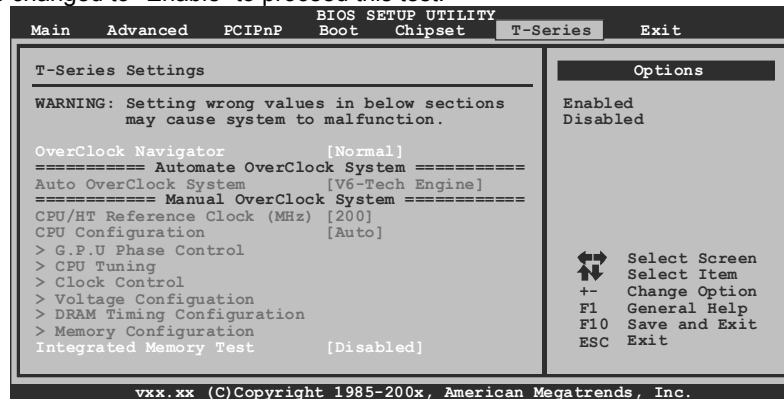 changed to "Enable" to proceed this test.
BIOS SETUP UTILITY
Main Advanced PCIPnP Boot Chipset T-Series Exit
T-Series Settings
WARNING: Setting wrong values in below sections
may cause system to malfunction.
OverClock Navigator [Normal]
=========== Automate OverClock System ===========
Auto OverClock System [V6-Tech Engine]
============ Manual OverClock System ============
CPU/HT Reference Clock (MHz) [200]
CPU Configuration [Auto]
> G.P.U Phase Control
> CPU Tuning
> Clock Control
> Voltage Configuation
> DRAM Timing Configuration
> Memory Configuration
Integrated Memory Test [Disabled]
Options
Enabled
Disabled
Select Screen
Select Item
+- Change Option
F1 General Help
F10 Save and Exit
ESC Exit
vxx.xx (C)Copyright 1985-200x, American Megatrends, Inc.